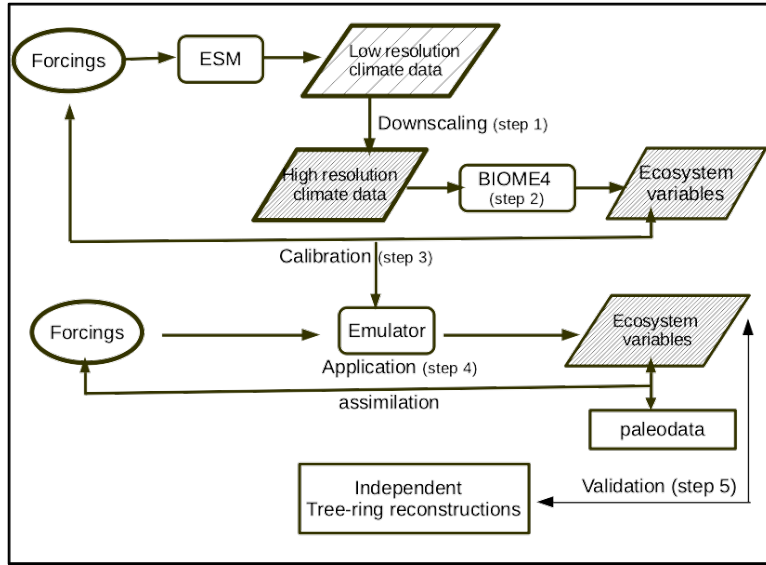 Forcings
ESM
Low resolution
climate data
Downscaling (step 1)
High resolution
climate data
BIOME4
(step 2)
Ecosystem
variables
Calibration (step 3)
Forcings
Emulator
Ecosystem
variables
Application (step 4)
assimilation
paleodata
Validation (step 5)
Independent
Tree-ring reconstructions